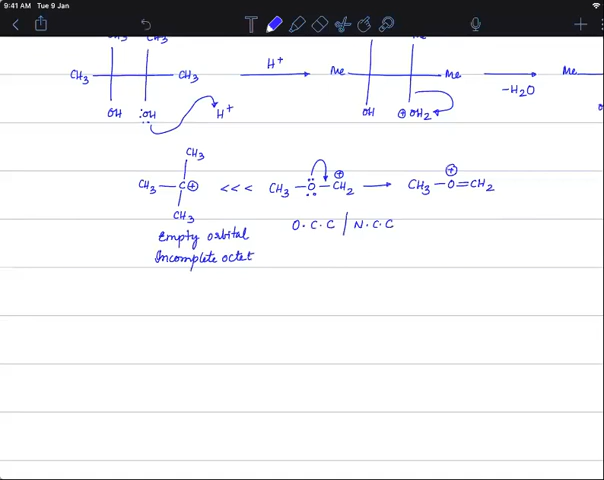 9:41 AM Tue 9 Jan
CH3 CH3
CH3 CH3 H+ Me Me -H2O Me
OH :OH H+ OH ⊕OH2
CH3
CH3 — C⊕ <<< CH3 — O — CH2 ⊕ → CH3 — O ⊕ = CH2
CH3
O·C·C / N·C·C
Empty orbital
Incomplete octet